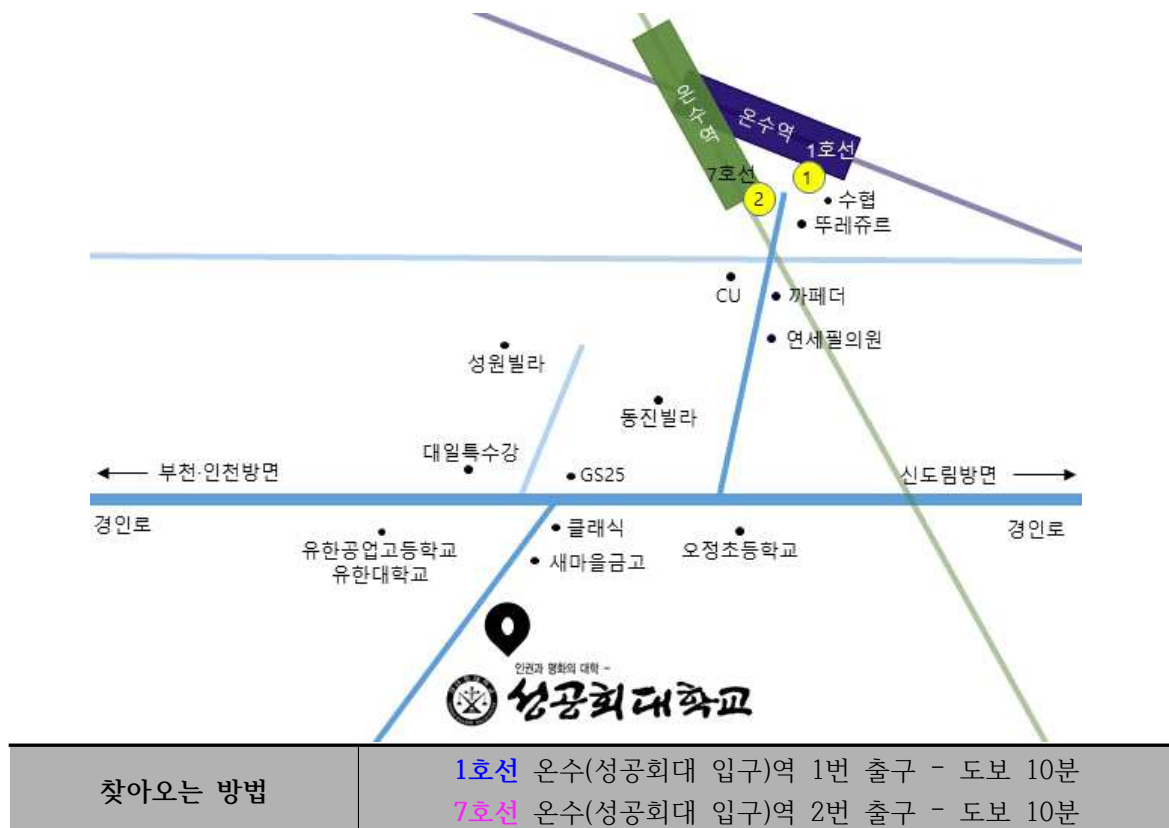 온수역
온수역
1호선
7호선
1
2
수협
뚜레쥬르
CU
까페더
연세필의원
성원빌라
동진빌라
대일특수강
부천·인천방면
GS25
신도림방면
경인로
클래식
경인로
유한공업고등학교
유한대학교
새마을금고
오정초등학교
인권과 평화의 대학 -
성공회대학교
찾아오는 방법
1호선 온수(성공회대 입구)역 1번 출구 - 도보 10분
7호선 온수(성공회대 입구)역 2번 출구 - 도보 10분